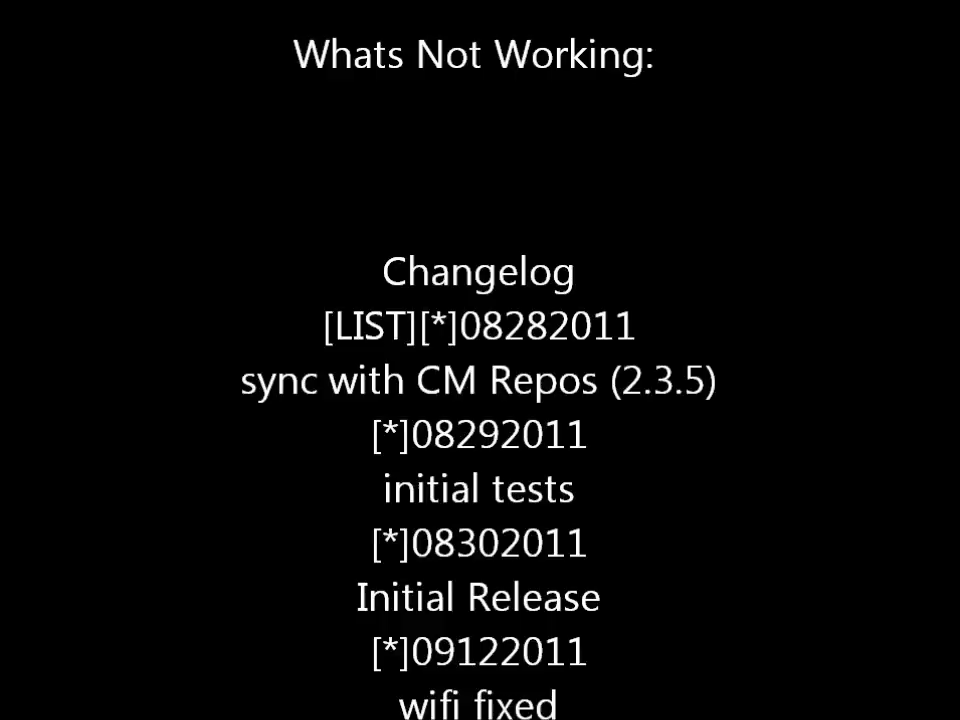 Whats Not Working:
Changelog
[LIST][*]08282011
sync with CM Repos (2.3.5)
[*]08292011
initial tests
[*]08302011
Initial Release
[*]09122011
wifi fixed